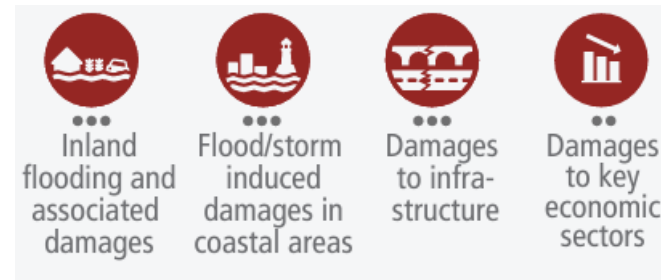 Inland
flooding and
associated
damages
Flood/storm
induced
damages in
coastal areas
Damages
to infra-
structure
Damages
to key
economic
sectors